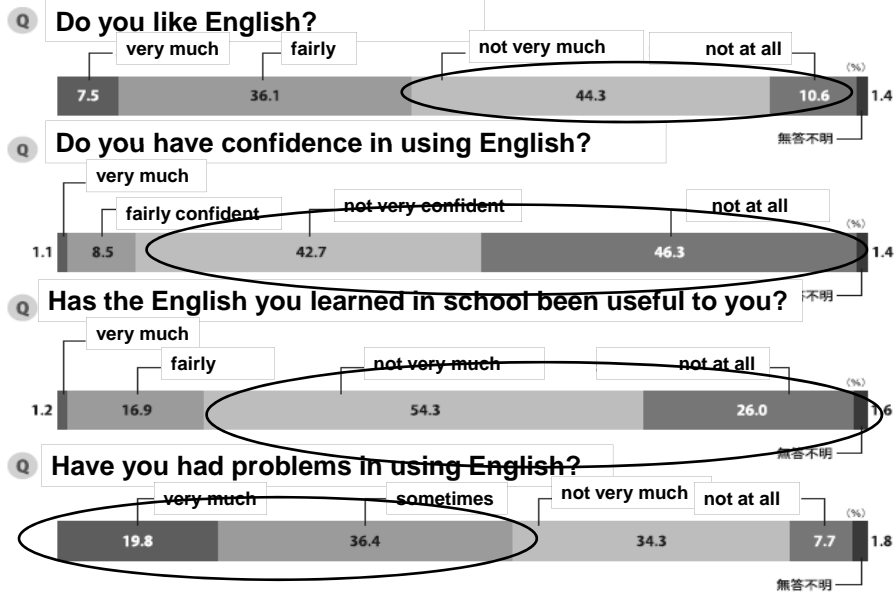 Q Do you like English?
very much fairly not very much not at all
(%)
7.5 36.1 44.3 10.6 1.4
無答不明
Q Do you have confidence in using English?
very much
fairly confident not very confident not at all
(%)
1.1 8.5 42.7 46.3 1.4
不明
Q Has the English you learned in school been useful to you?
very much
fairly not very much not at all
(%)
1.2 16.9 54.3 26.0 1.6
無答不明
Q Have you had problems in using English?
very much sometimes not very much not at all
(%)
19.8 36.4 34.3 7.7 1.8
無答不明